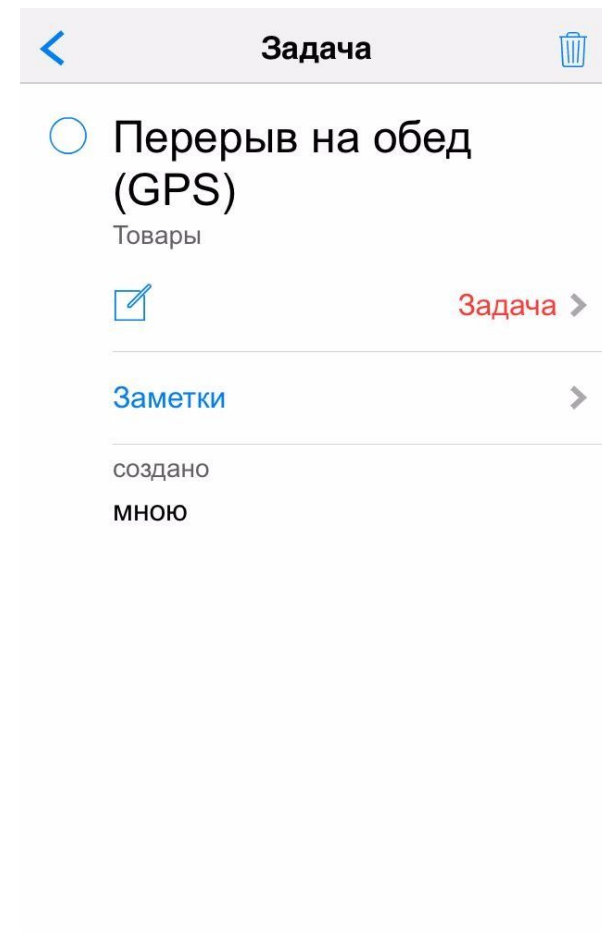 Задача
Перерыв на обед
(GPS)
Товары
Задача
Заметки
создано
мною